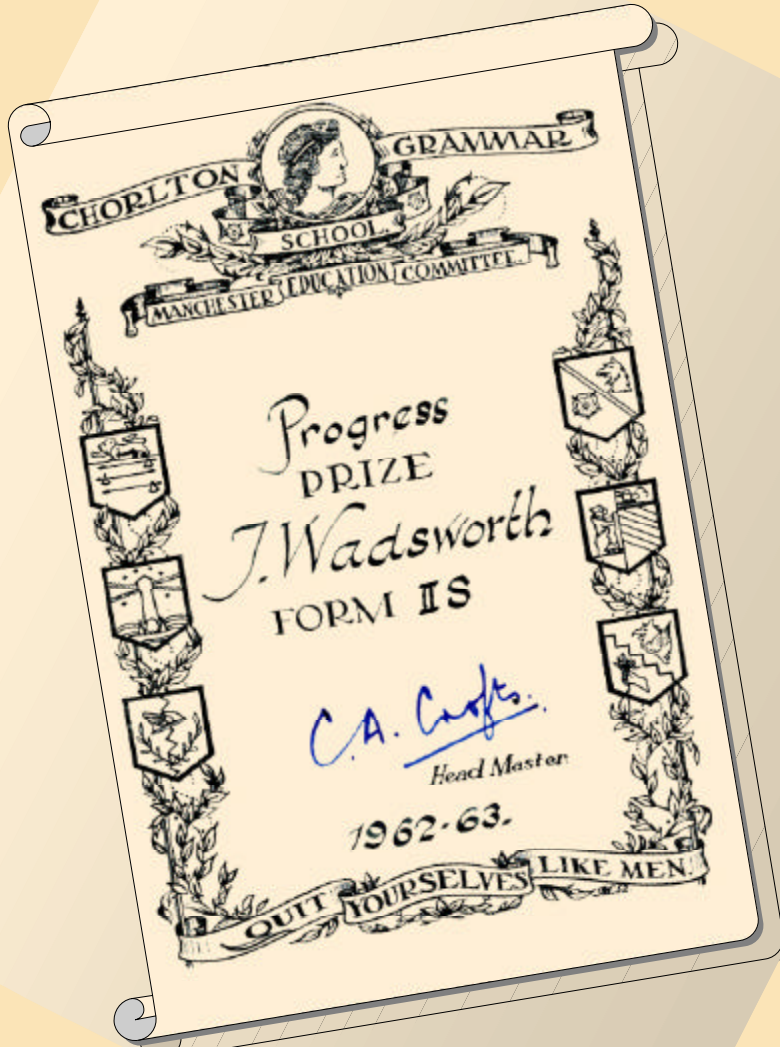 CHORLTON GRAMMAR
SCHOOL
MANCHESTER EDUCATION COMMITTEE
Progress
PRIZE
J. Wadsworth
FORM II S
C. A. Crofts.
Head Master
1962-63.
QUIT YOURSELVES LIKE MEN